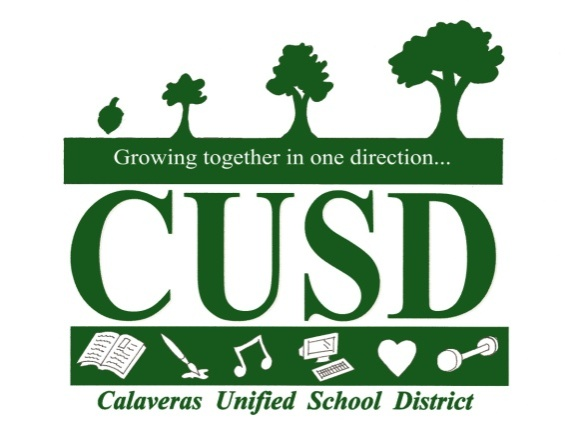 Growing together in one direction...
CUSD
Calaveras Unified School District